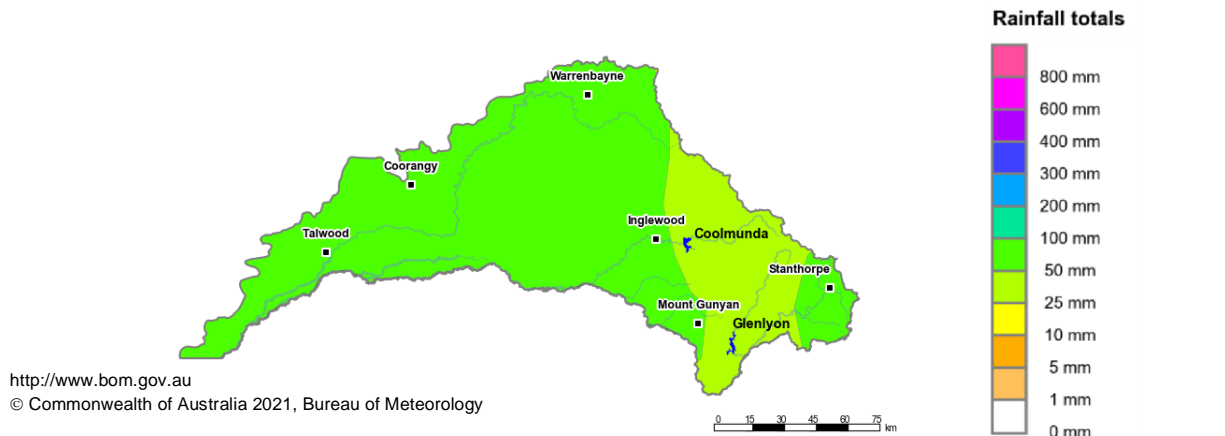 Rainfall totals
800 mm
600 mm
400 mm
300 mm
200 mm
100 mm
50 mm
25 mm
10 mm
5 mm
1 mm
0 mm
Warrenbayne
Coorangy
Talwood
Inglewood
Coolmunda
Stanthorpe
Mount Gunyan
Glenlyon
http://www.bom.gov.au
© Commonwealth of Australia 2021, Bureau of Meteorology
0 15 30 45 60 75
km